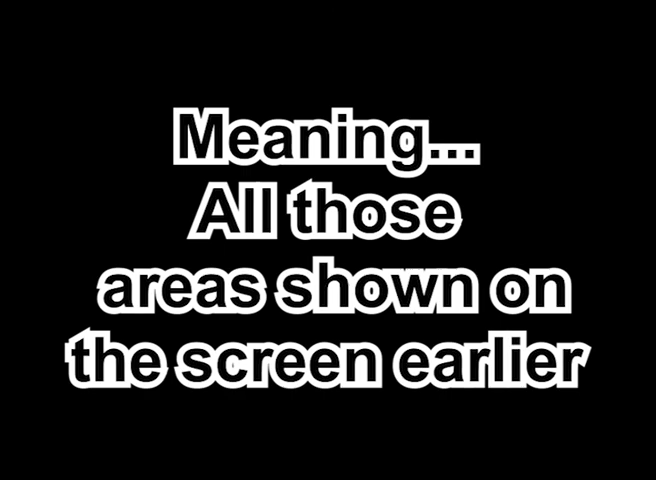 Meaning...
All those
areas shown on
the screen earlier